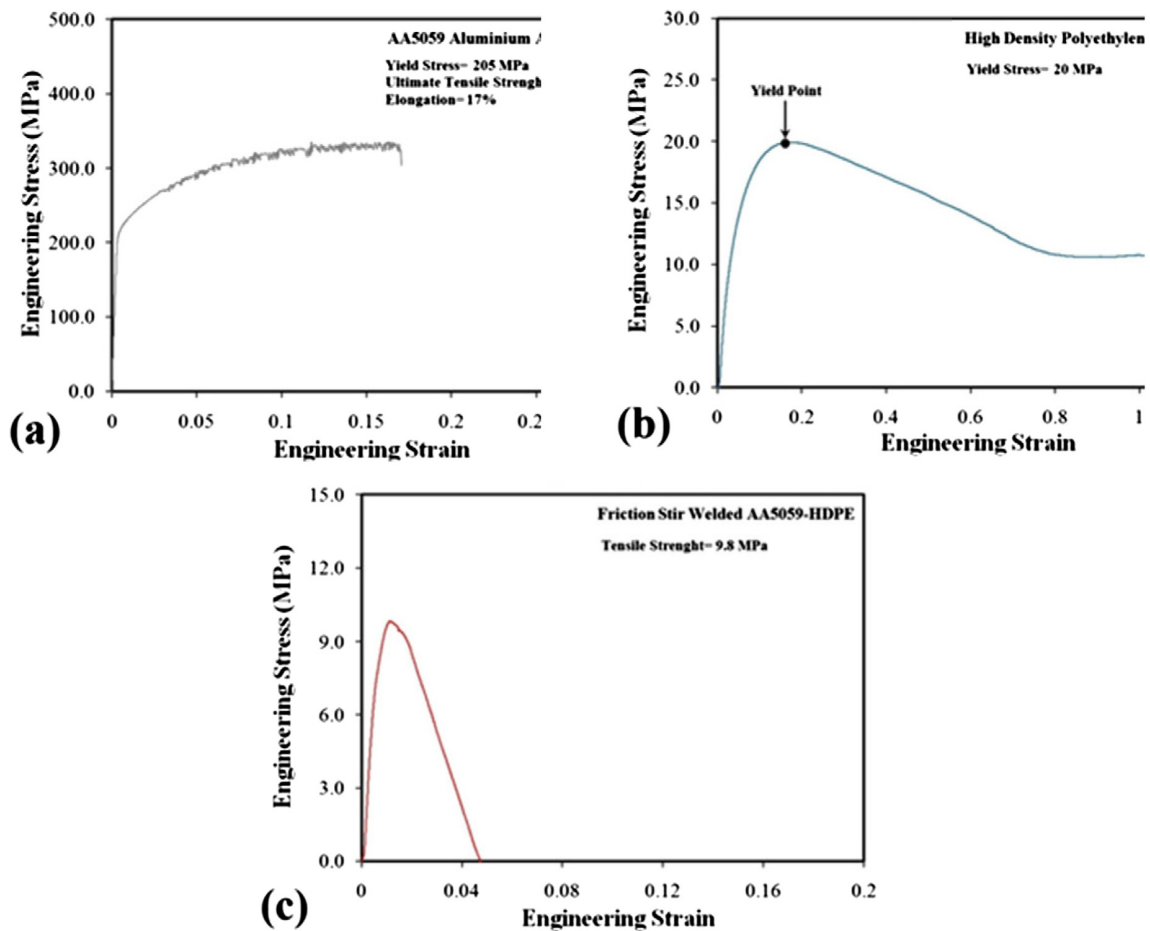 (a)
Engineering Stress (MPa)
500.0
400.0
300.0
200.0
100.0
0.0
AA5059 Aluminium A
Yield Stress= 205 MPa
Ultimate Tensile Strenght
Elongation= 17%
0 0.05 0.1 0.15 0.2 0.2
Engineering Strain
(b)
Engineering Stress (MPa)
30.0
25.0
20.0
15.0
10.0
5.0
0.0
High Density Polyethylen
Yield Stress= 20 MPa
Yield Point
0 0.2 0.4 0.6 0.8 1
Engineering Strain
(c)
Engineering Stress (MPa)
15.0
12.0
9.0
6.0
3.0
0.0
Friction Stir Welded AA5059-HDPE
Tensile Strenght= 9.8 MPa
0 0.04 0.08 0.12 0.16 0.2
Engineering Strain